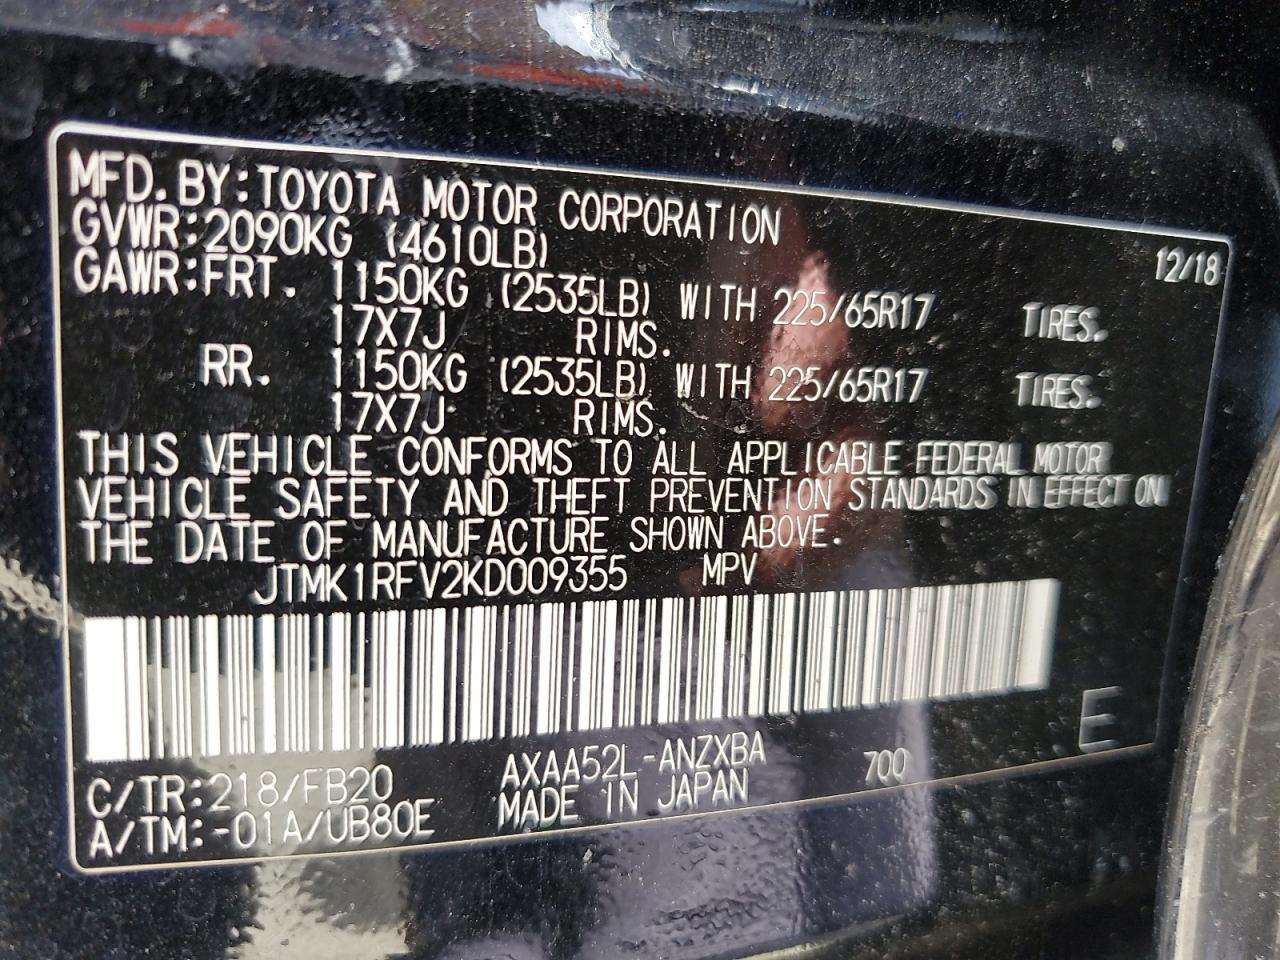 MFD. BY: TOYOTA MOTOR CORPORATION
12/18
GVWR: 2090KG (4610LB)
GAWR: FRT. 1150KG (2535LB) WITH 225/65R17 TIRES.
17X7J RIMS.
RR. 1150KG (2535LB) WITH 225/65R17 TIRES.
17X7J RIMS.
THIS VEHICLE CONFORMS TO ALL APPLICABLE FEDERAL MOTOR
VEHICLE SAFETY AND THEFT PREVENTION STANDARDS IN EFFECT ON
THE DATE OF MANUFACTURE SHOWN ABOVE.
JTMK1RFV2KD009355 MPV
E
C/TR: 218/FB20 AXAA52L-ANZXBA 700
A/TM: -01A/UB80E MADE IN JAPAN